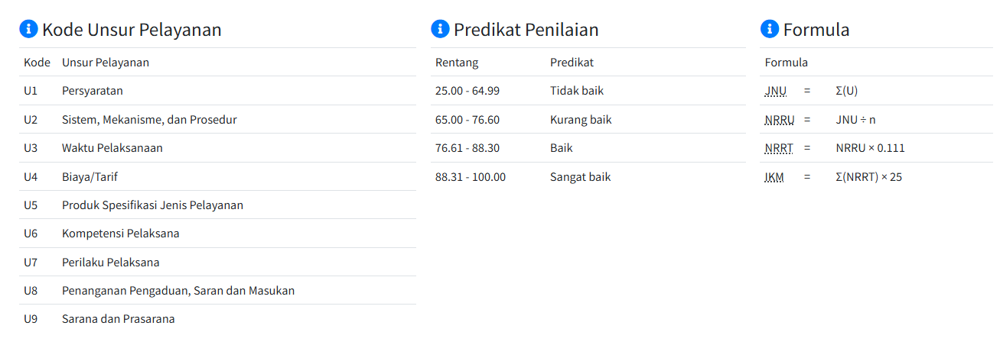 Kode Unsur Pelayanan
Kode Unsur Pelayanan
U1 Persyaratan
U2 Sistem, Mekanisme, dan Prosedur
U3 Waktu Pelaksanaan
U4 Biaya/Tarif
U5 Produk Spesifikasi Jenis Pelayanan
U6 Kompetensi Pelaksana
U7 Perilaku Pelaksana
U8 Penanganan Pengaduan, Saran dan Masukan
U9 Sarana dan Prasarana
Predikat Penilaian
Rentang Predikat
25.00 - 64.99 Tidak baik
65.00 - 76.60 Kurang baik
76.61 - 88.30 Baik
88.31 - 100.00 Sangat baik
Formula
Formula
JNU = Σ(U)
NRRU = JNU ÷ n
NRRT = NRRU × 0.111
IKM = Σ(NRRT) × 25